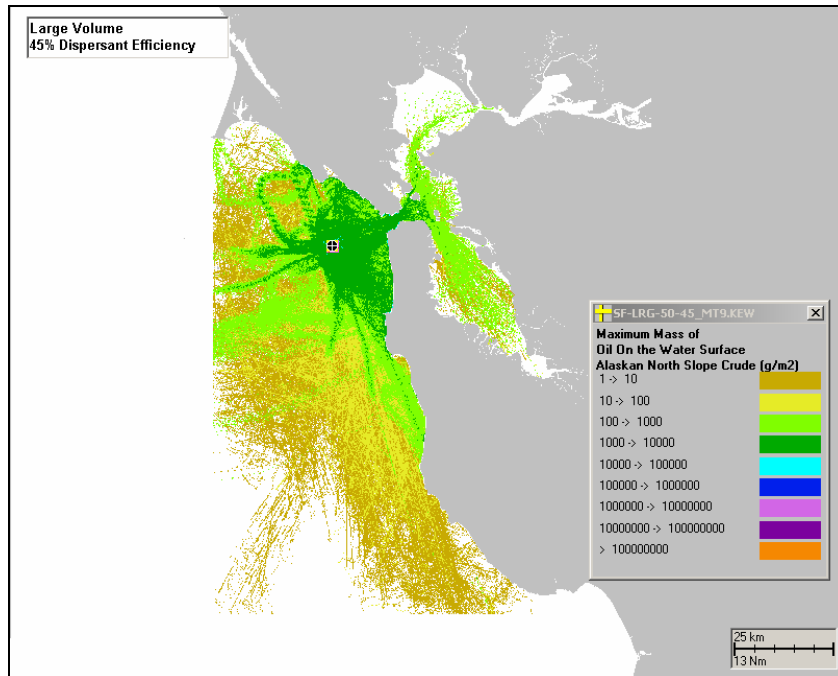 Large Volume
45% Dispersant Efficiency
SF-LRG-50-45_MT9.KEW
Maximum Mass of
Oil On the Water Surface
Alaskan North Slope Crude (g/m2)
1 -> 10
10 -> 100
100 -> 1000
1000 -> 10000
10000 -> 100000
100000 -> 1000000
1000000 -> 10000000
10000000 -> 100000000
> 100000000
25 km
13 Nm